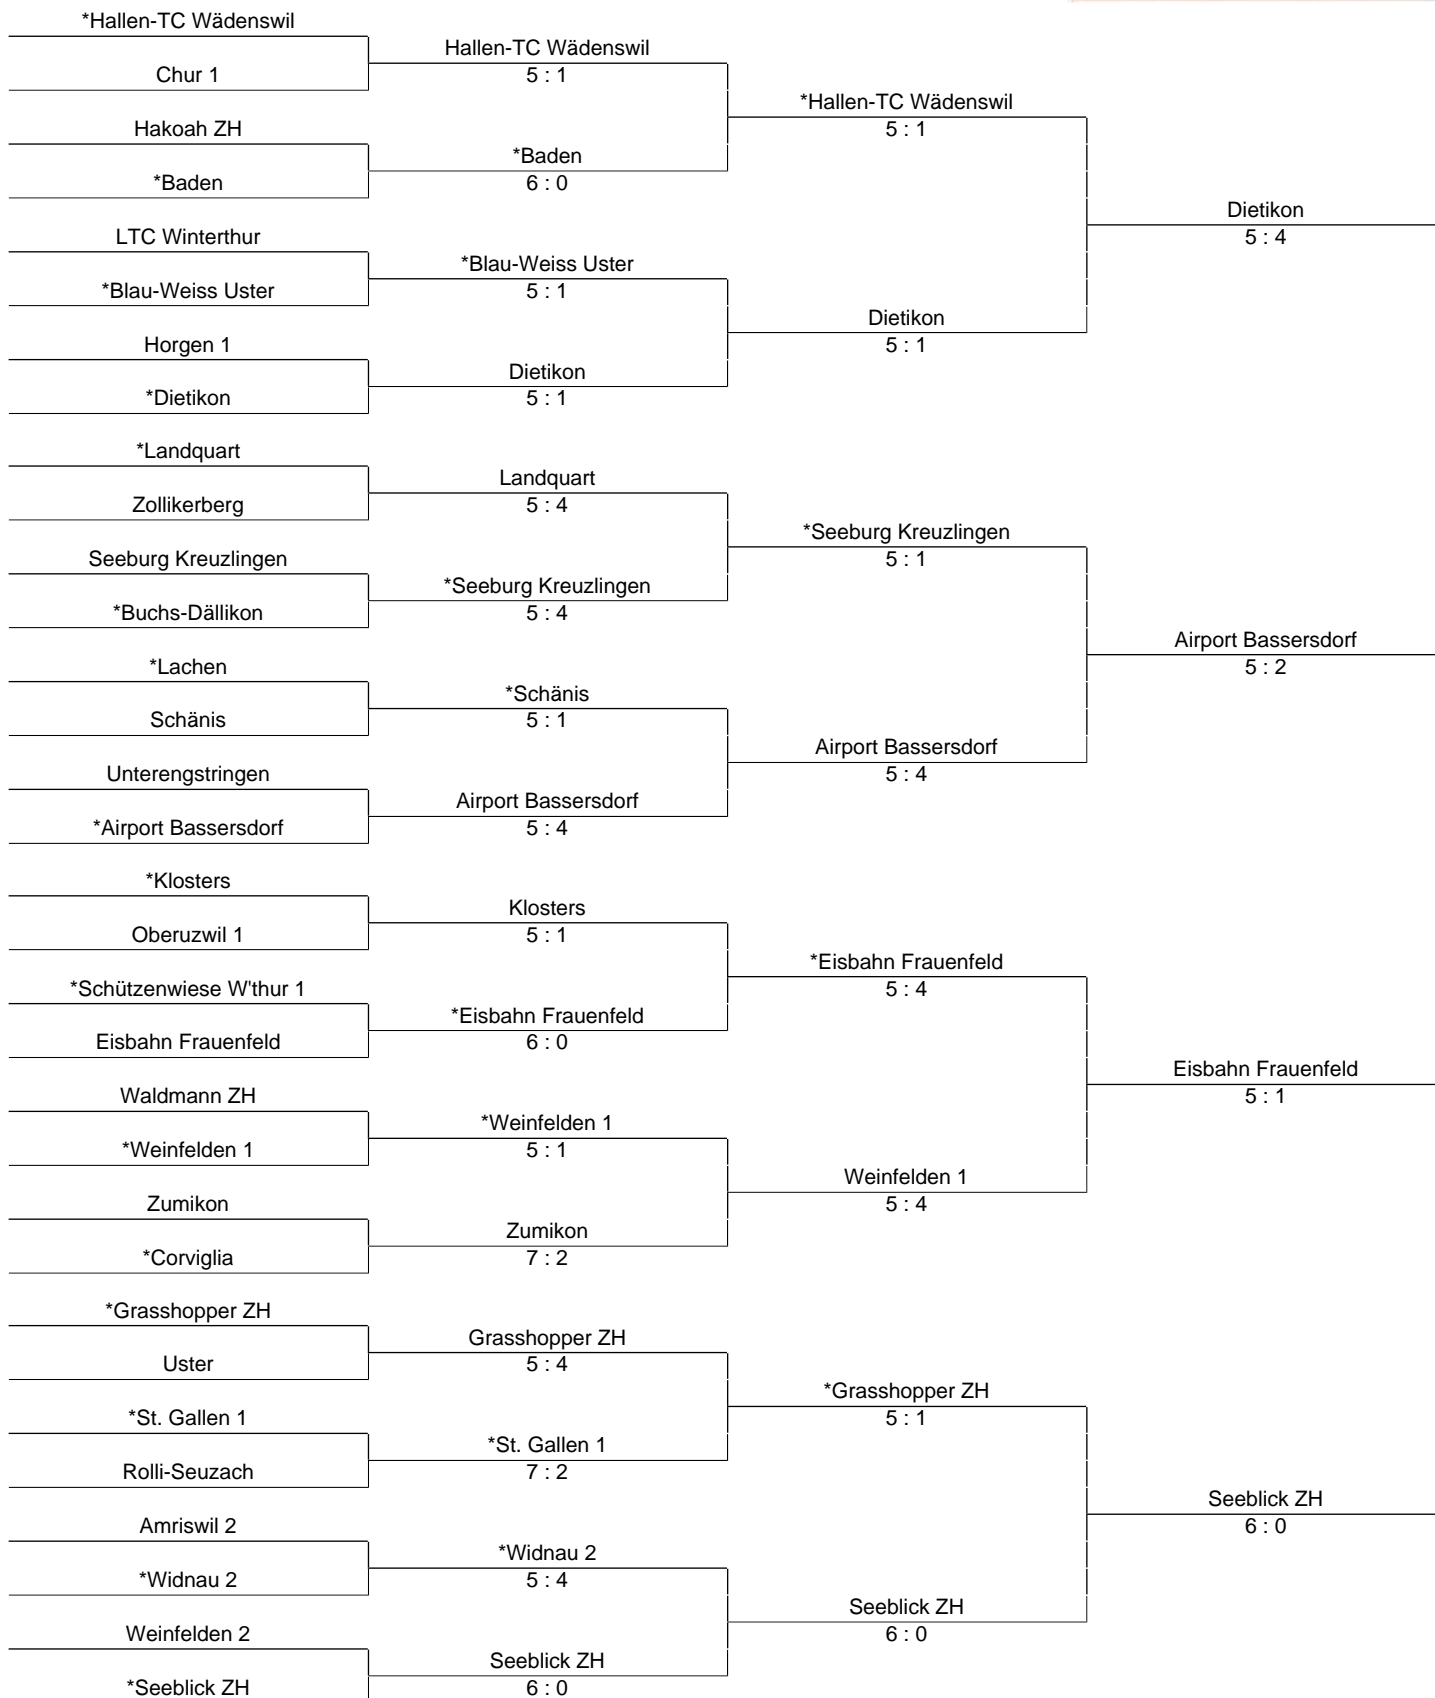 *Hallen-TC Wädenswil
Chur 1
Hakoah ZH
*Baden
LTC Winterthur
*Blau-Weiss Uster
Horgen 1
*Dietikon
*Landquart
Zollikerberg
Seeburg Kreuzlingen
*Buchs-Dällikon
*Lachen
Schänis
Unterengstringen
*Airport Bassersdorf
*Klosters
Oberuzwil 1
*Schützenwiese W'thur 1
Eisbahn Frauenfeld
Waldmann ZH
*Weinfelden 1
Zumikon
*Corviglia
*Grasshopper ZH
Uster
*St. Gallen 1
Rolli-Seuzach
Amriswil 2
*Widnau 2
Weinfelden 2
*Seeblick ZH
Hallen-TC Wädenswil
5 : 1
*Baden
6 : 0
*Blau-Weiss Uster
5 : 1
Dietikon
5 : 1
Landquart
5 : 4
*Seeburg Kreuzlingen
5 : 4
*Schänis
5 : 1
Airport Bassersdorf
5 : 4
Klosters
5 : 1
*Eisbahn Frauenfeld
6 : 0
*Weinfelden 1
5 : 1
Zumikon
7 : 2
Grasshopper ZH
5 : 4
*St. Gallen 1
7 : 2
*Widnau 2
5 : 4
Seeblick ZH
6 : 0
*Hallen-TC Wädenswil
5 : 1
Dietikon
5 : 1
*Seeburg Kreuzlingen
5 : 1
Airport Bassersdorf
5 : 4
*Eisbahn Frauenfeld
5 : 4
Weinfelden 1
5 : 4
*Grasshopper ZH
5 : 1
Seeblick ZH
6 : 0
Dietikon
5 : 4
Airport Bassersdorf
5 : 2
Eisbahn Frauenfeld
5 : 1
Seeblick ZH
6 : 0